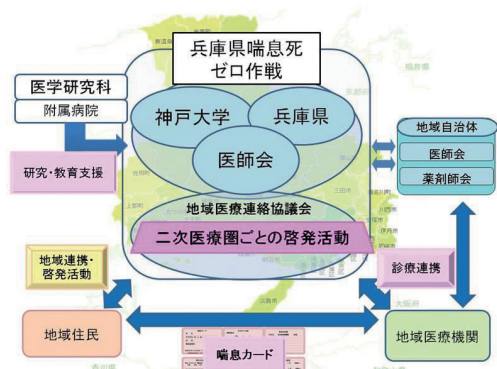 兵庫県喘息死
ゼロ作戦
医学研究科
附属病院
神戸大学
兵庫県
医師会
研究・教育支援
地域自治体
医師会
薬剤師会
地域医療連絡協議会
二次医療圏ごとの啓発活動
地域連携・
啓発活動
診療連携
地域住民
地域医療機関
喘息カード